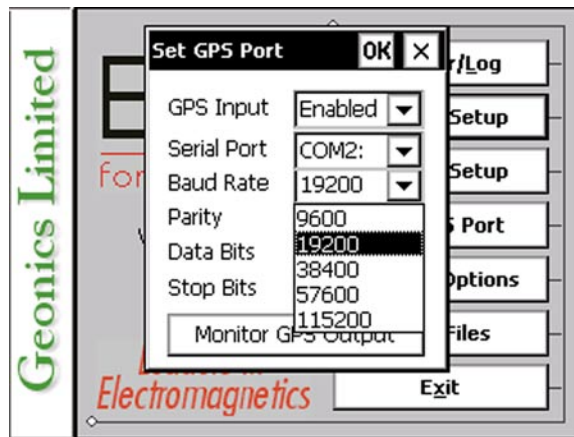 Geonics Limited
Set GPS Port OK ×
GPS Input Enabled
Serial Port COM2:
Baud Rate 19200
Parity
9600
19200
Data Bits
38400
Stop Bits
57600
115200
Monitor GPS Output
r/Log
Setup
Setup
Port
Options
Files
Exit
For
Electromagnetics